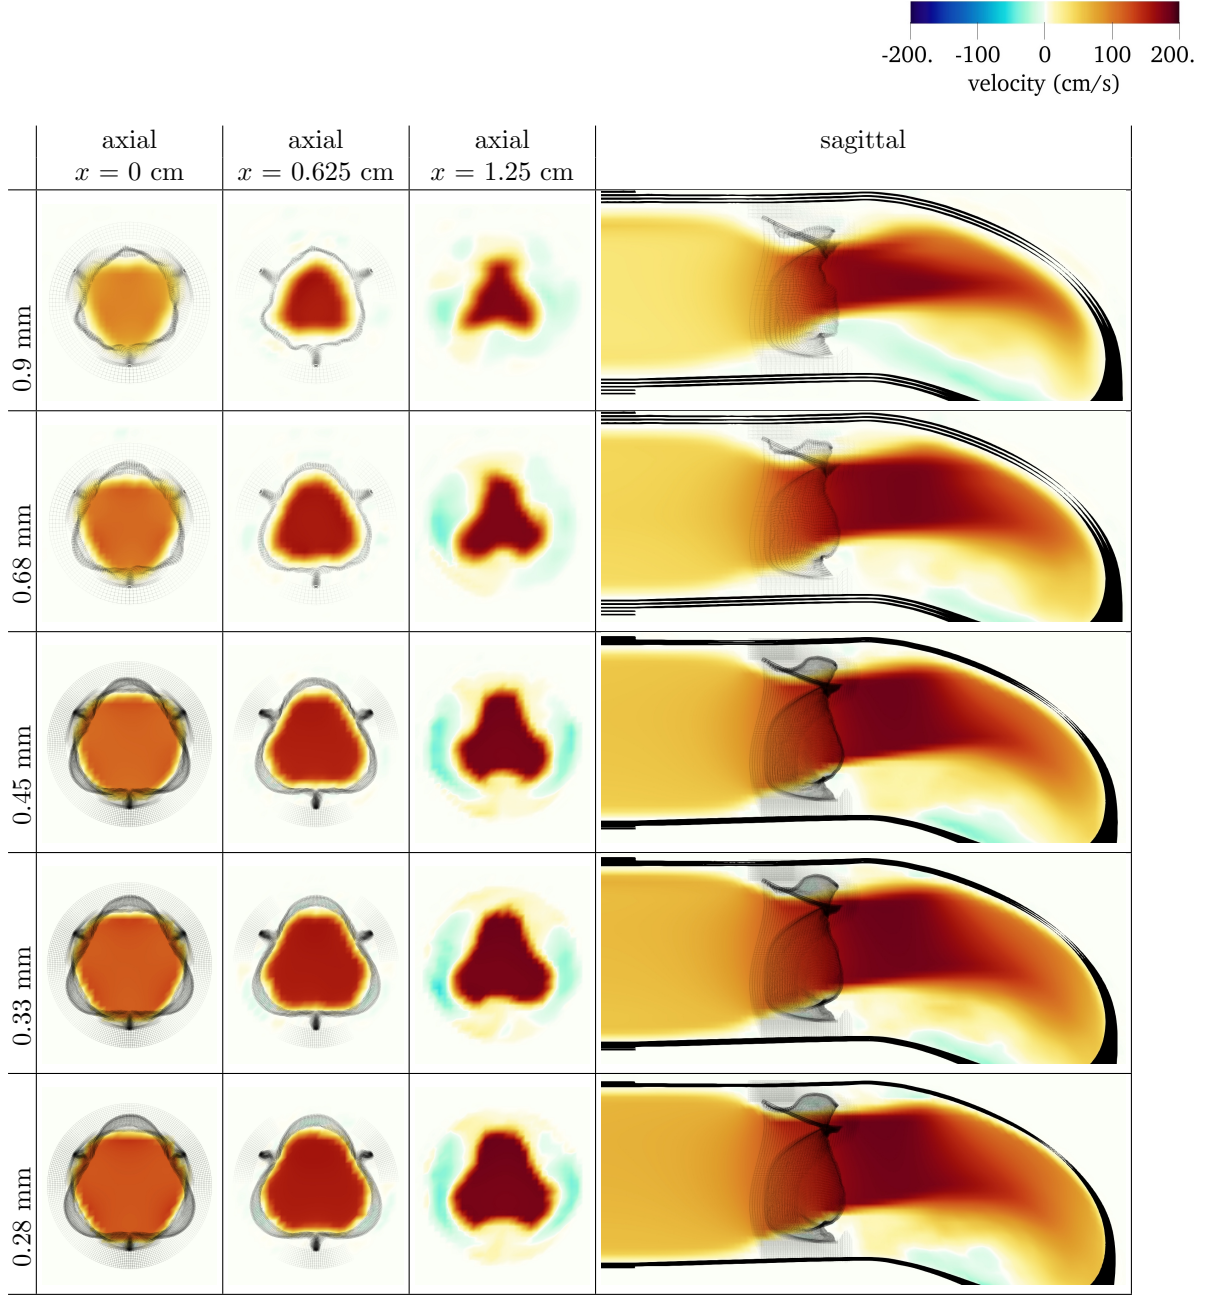 -200. -100 0 100 200.
velocity (cm/s)
axial axial axial sagittal
x = 0 cm x = 0.625 cm x = 1.25 cm
0.9 mm
0.68 mm
0.45 mm
0.33 mm
0.28 mm